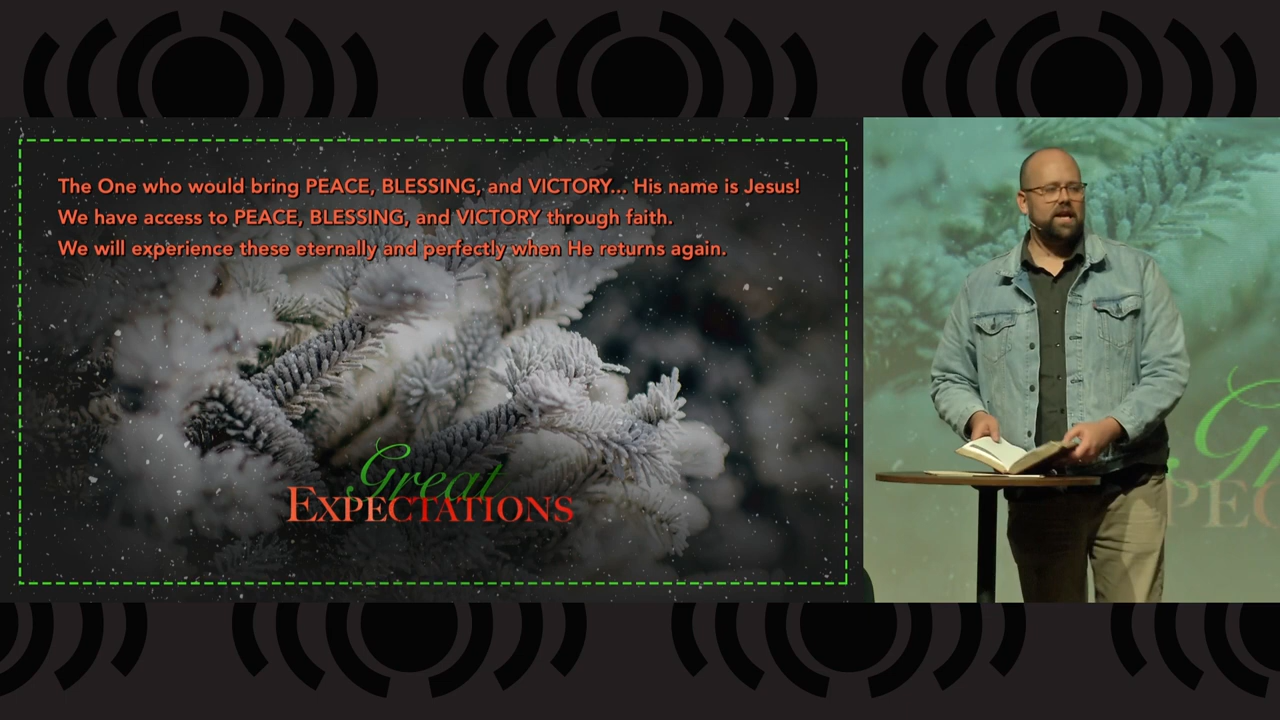 The One who would bring PEACE, BLESSING, and VICTORY... His name is Jesus!
We have access to PEACE, BLESSING, and VICTORY through faith.
We will experience these eternally and perfectly when He returns again.
Great
EXPECTATIONS
G
PEC